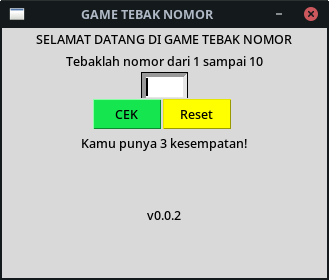 GAME TEBAK NOMOR
SELAMAT DATANG DI GAME TEBAK NOMOR
Tebaklah nomor dari 1 sampai 10
CEK Reset
Kamu punya 3 kesempatan!
v0.0.2